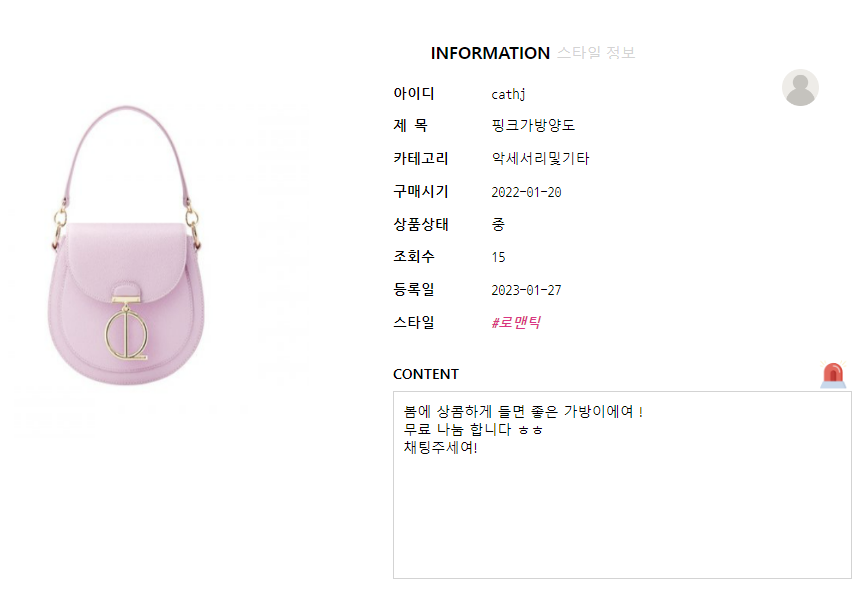 INFORMATION 스타일 정보
아이디 cathj
제 목 핑크가방양도
카테고리 악세서리및기타
구매시기 2022-01-20
상품상태 중
조회수 15
등록일 2023-01-27
스타일 #로맨틱
CONTENT
봄에 상콤하게 들면 좋은 가방이에여 !
무료 나눔 합니다 ㅎㅎ
채팅주세여!